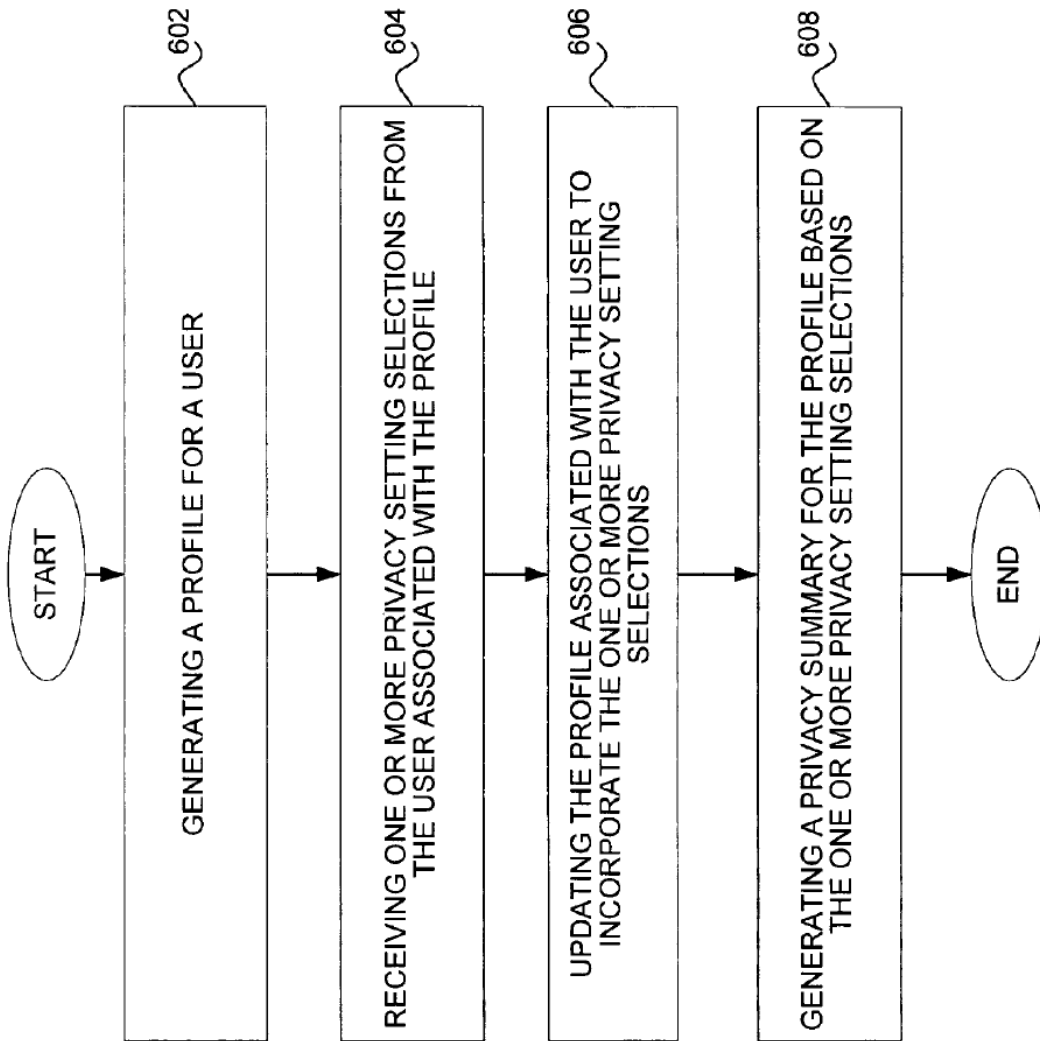 START
602
GENERATING A PROFILE FOR A USER
604
RECEIVING ONE OR MORE PRIVACY SETTING SELECTIONS FROM
THE USER ASSOCIATED WITH THE PROFILE
606
UPDATING THE PROFILE ASSOCIATED WITH THE USER TO
INCORPORATE THE ONE OR MORE PRIVACY SETTING
SELECTIONS
608
GENERATING A PRIVACY SUMMARY FOR THE PROFILE BASED ON
THE ONE OR MORE PRIVACY SETTING SELECTIONS
END